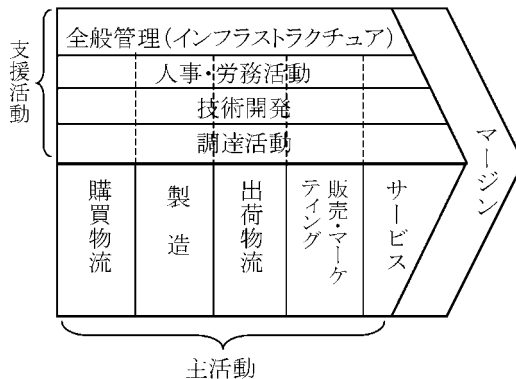 支援活動
全般管理(インフラストラクチュア)
人事・労務活動
技術開発
調達活動
購買物流
製造
出荷物流
販売・マーケ
ティング
サービス
マージン
主活動